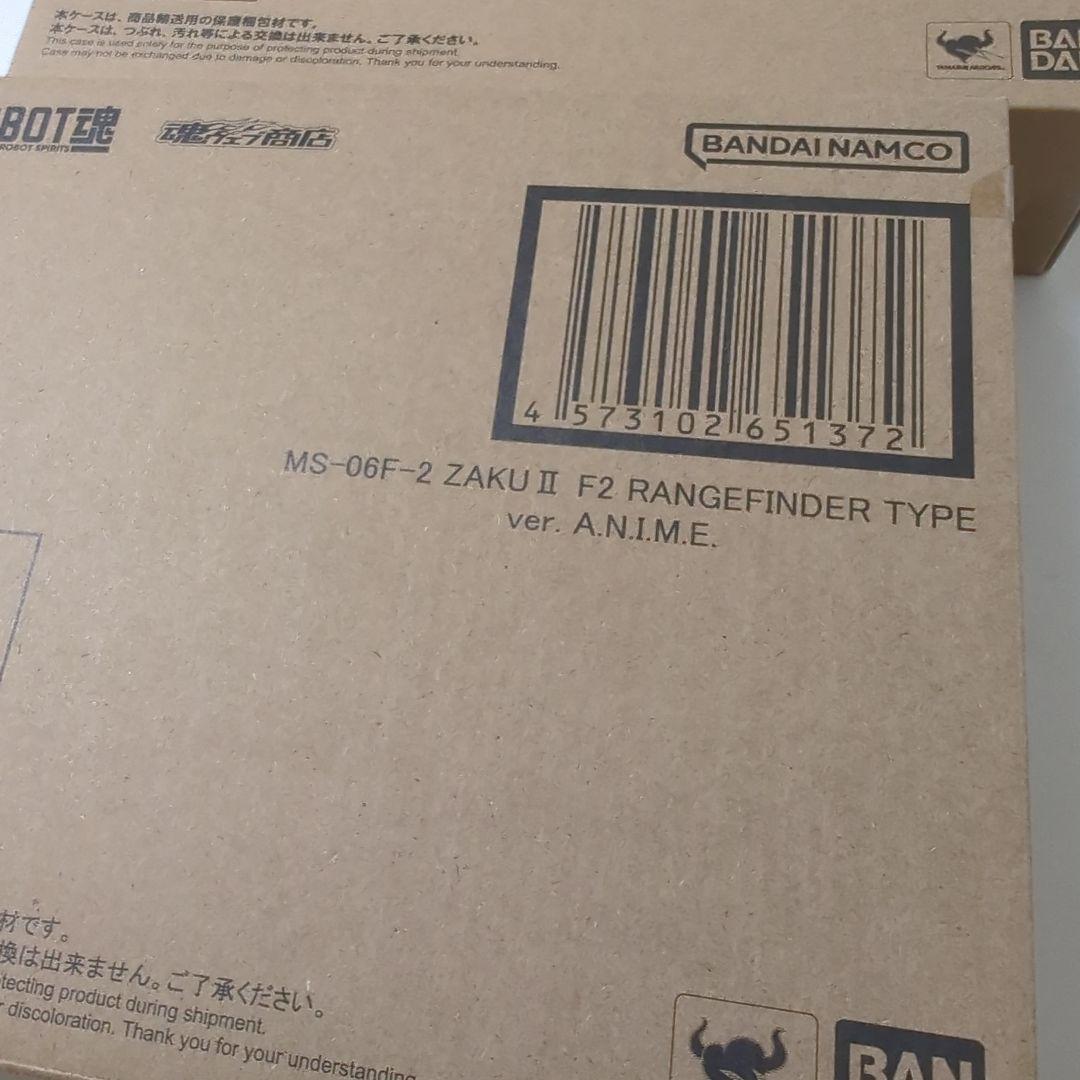 本ケースは、商品輸送用の保護梱包材です。
本ケースは、つぶれ、汚れ等による交換は出来ません。ご了承ください。
This case is used solely for the purpose of protecting product during shipment.
Case may not be exchanged due to damage or discoloration. Thank you for your understanding.
TAMASHII NATIONS
BAN
DAI
BOT魂
ROBOT SPIRITS
魂ウェブ商店
BANDAI NAMCO
4 573102 651372
MS-06F-2 ZAKUⅡ F2 RANGEFINDER TYPE
ver. A.N.I.M.E.
材です。
換は出来ません。ご了承ください。
tecting product during shipment.
r discoloration. Thank you for your understanding
BAN